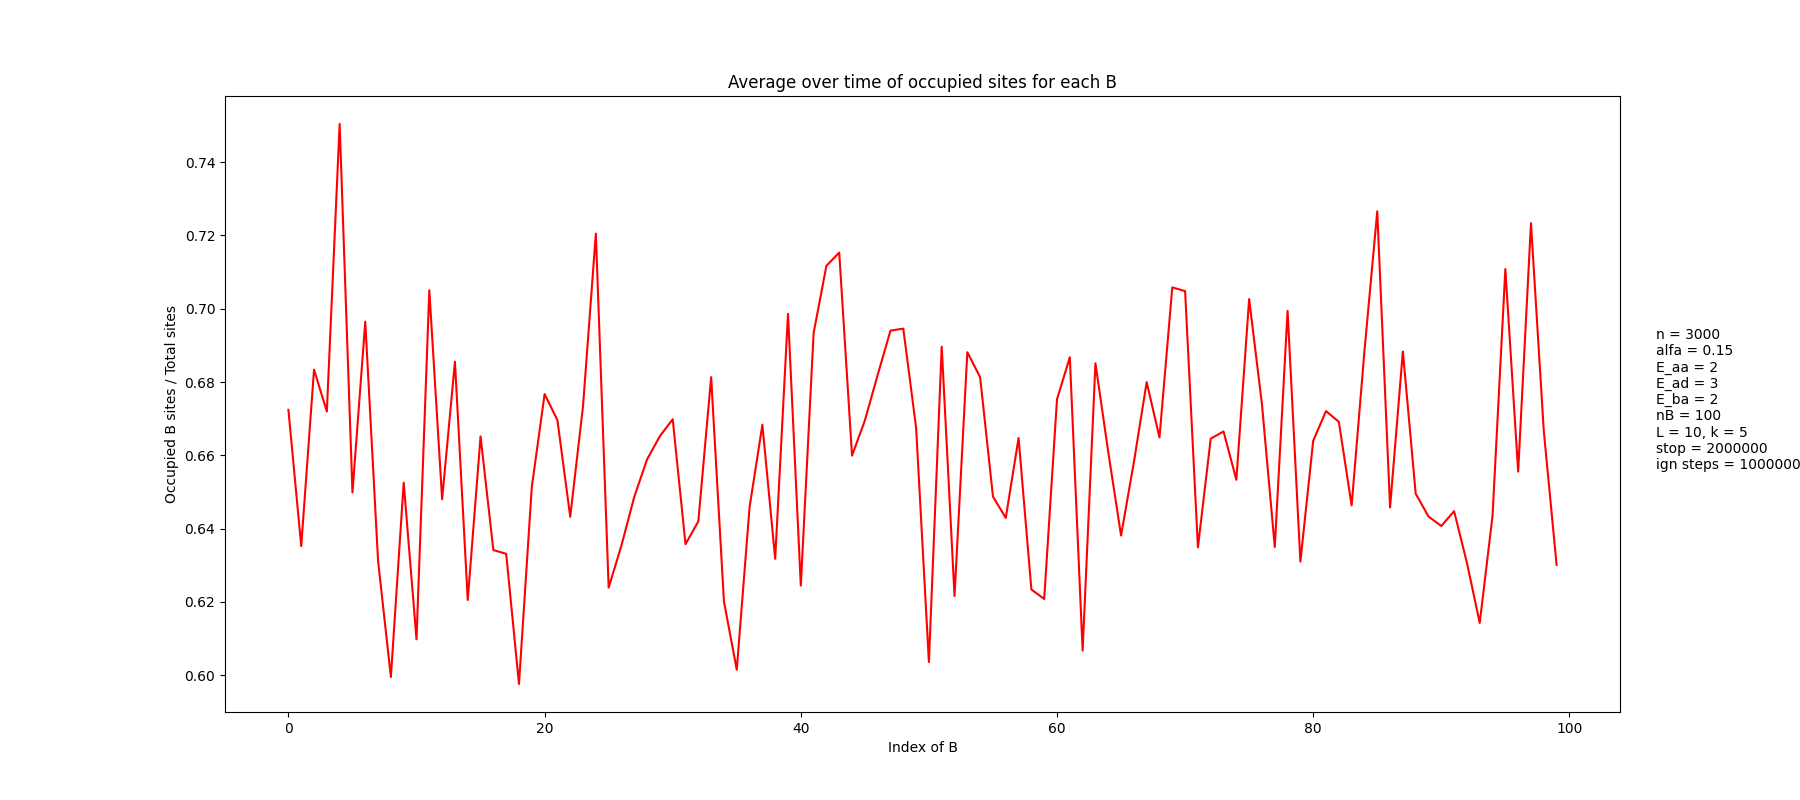 Average over time of occupied sites for each B
Occupied B sites / Total sites
0.74
0.72
0.70
0.68
0.66
0.64
0.62
0.60
0 20 40 60 80 100
Index of B
n = 3000
alfa = 0.15
E_aa = 2
E_ad = 3
E_ba = 2
nB = 100
L = 10, k = 5
stop = 2000000
ign steps = 1000000